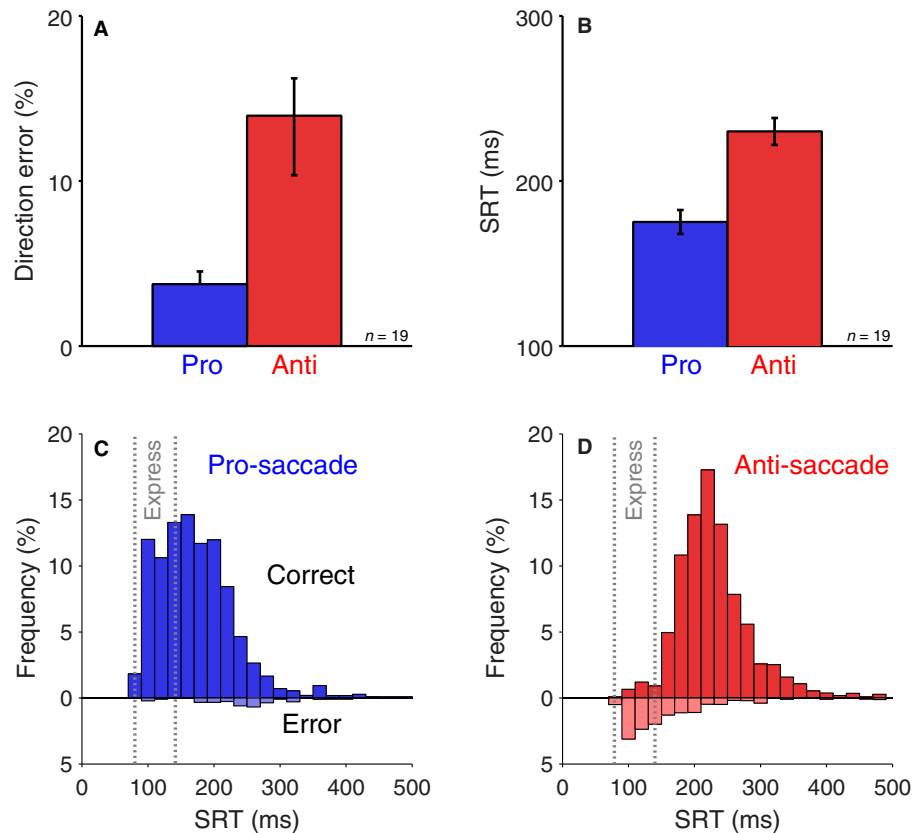 A
Direction error (%)
20
10
0
Pro
Anti
n = 19
B
SRT (ms)
300
200
100
Pro
Anti
n = 19
C
Frequency (%)
20
15
10
5
0
5
Express
Pro-saccade
Correct
Error
0
100
200
300
400
500
SRT (ms)
D
Frequency (%)
20
15
10
5
0
5
Express
Anti-saccade
0
100
200
300
400
500
SRT (ms)